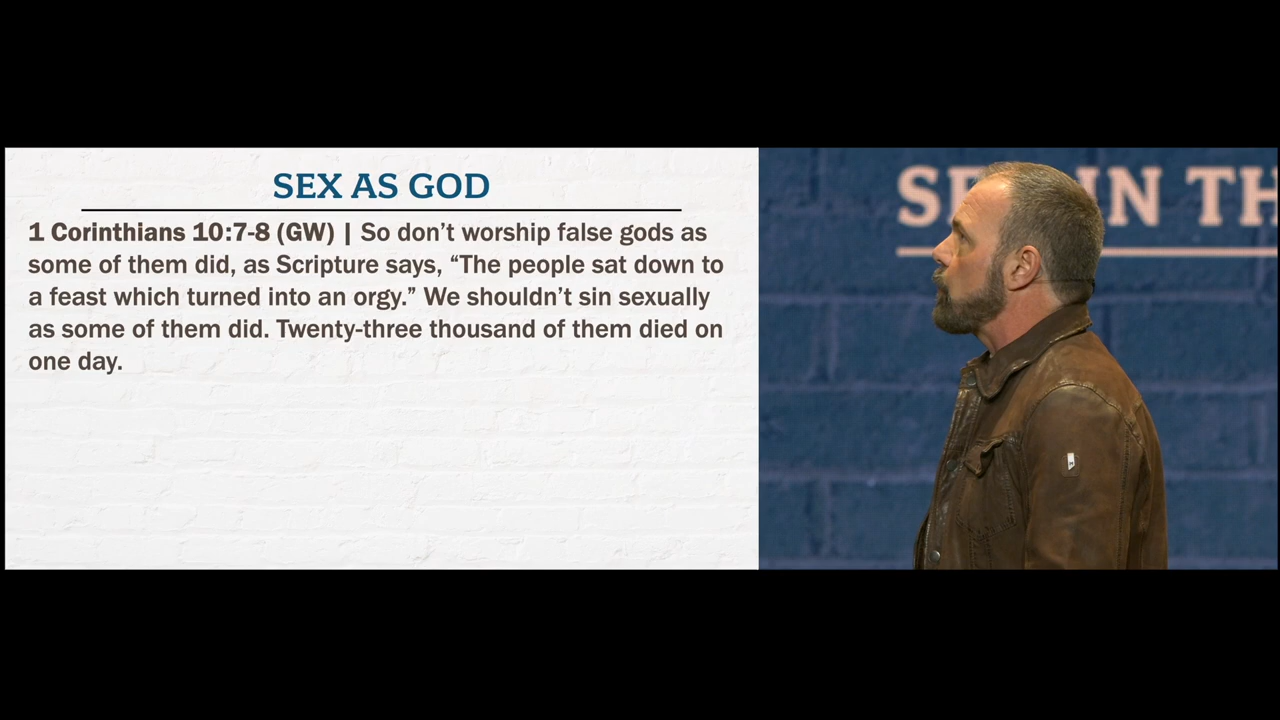 SEX AS GOD
1 Corinthians 10:7-8 (GW) | So don’t worship false gods as
some of them did, as Scripture says, “The people sat down to
a feast which turned into an orgy.” We shouldn’t sin sexually
as some of them did. Twenty-three thousand of them died on
one day.
IN TH